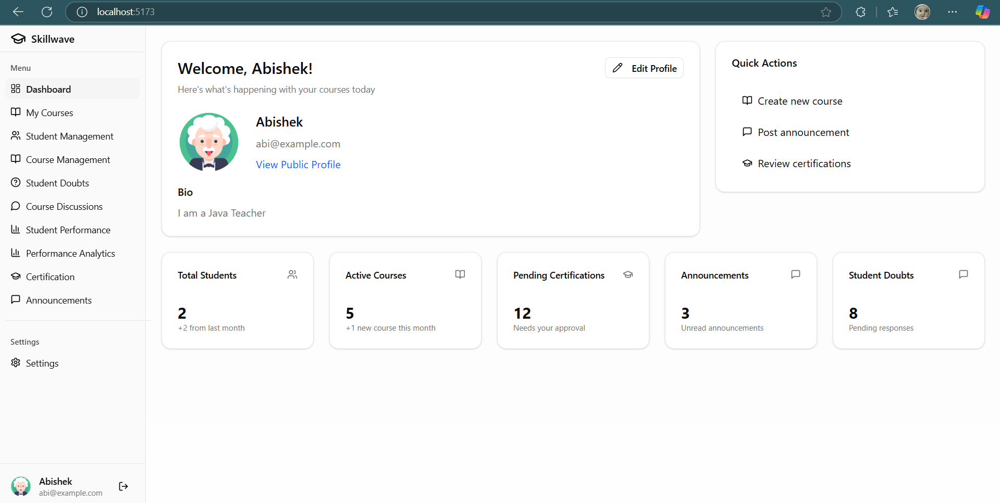 localhost:5173
Skillwave
Menu
Dashboard
My Courses
Student Management
Course Management
Student Doubts
Course Discussions
Student Performance
Performance Analytics
Certification
Announcements
Settings
Settings
Abishek
abi@example.com
Welcome, Abishek!
Edit Profile
Here's what's happening with your courses today
Abishek
abi@example.com
View Public Profile
Bio
I am a Java Teacher
Quick Actions
Create new course
Post announcement
Review certifications
Total Students
2
+2 from last month
Active Courses
5
+1 new course this month
Pending Certifications
12
Needs your approval
Announcements
3
Unread announcements
Student Doubts
8
Pending responses